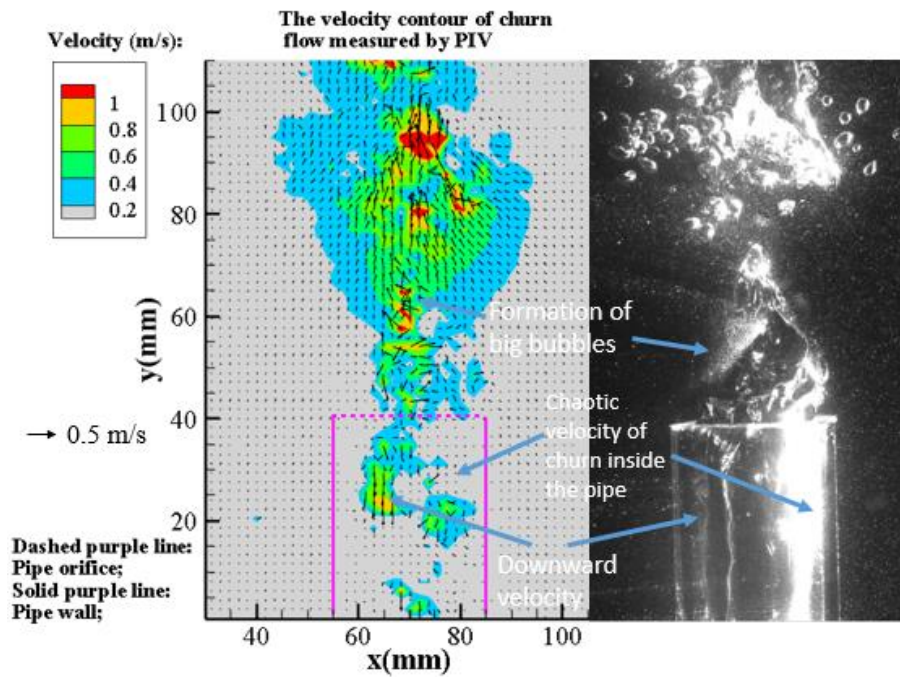 The velocity contour of churn
flow measured by PIV
Velocity (m/s):
1
0.8
0.6
0.4
0.2
100
80
60
40
20
0
y(mm)
40
60
80
100
x(mm)
0.5 m/s
Dashed purple line:
Pipe orifice;
Solid purple line:
Pipe wall;
Formation of
big bubbles
Chaotic
velocity of
churn inside
the pipe
Downward
velocity